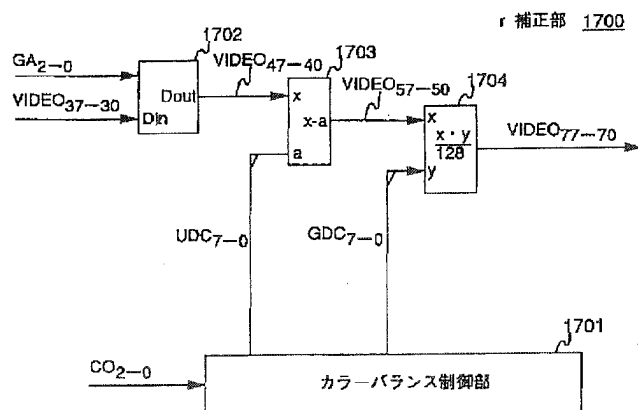 r 補正部 1700
1702
GA2—0
VIDEO47—40
1703
VIDEO57—50
1704
VIDEO37—30
Din
Dout
x
x-a
a
x
x・y
128
y
VIDEO77—70
UDC7—0
GDC7—0
1701
CO2—0
カラーバランス制御部